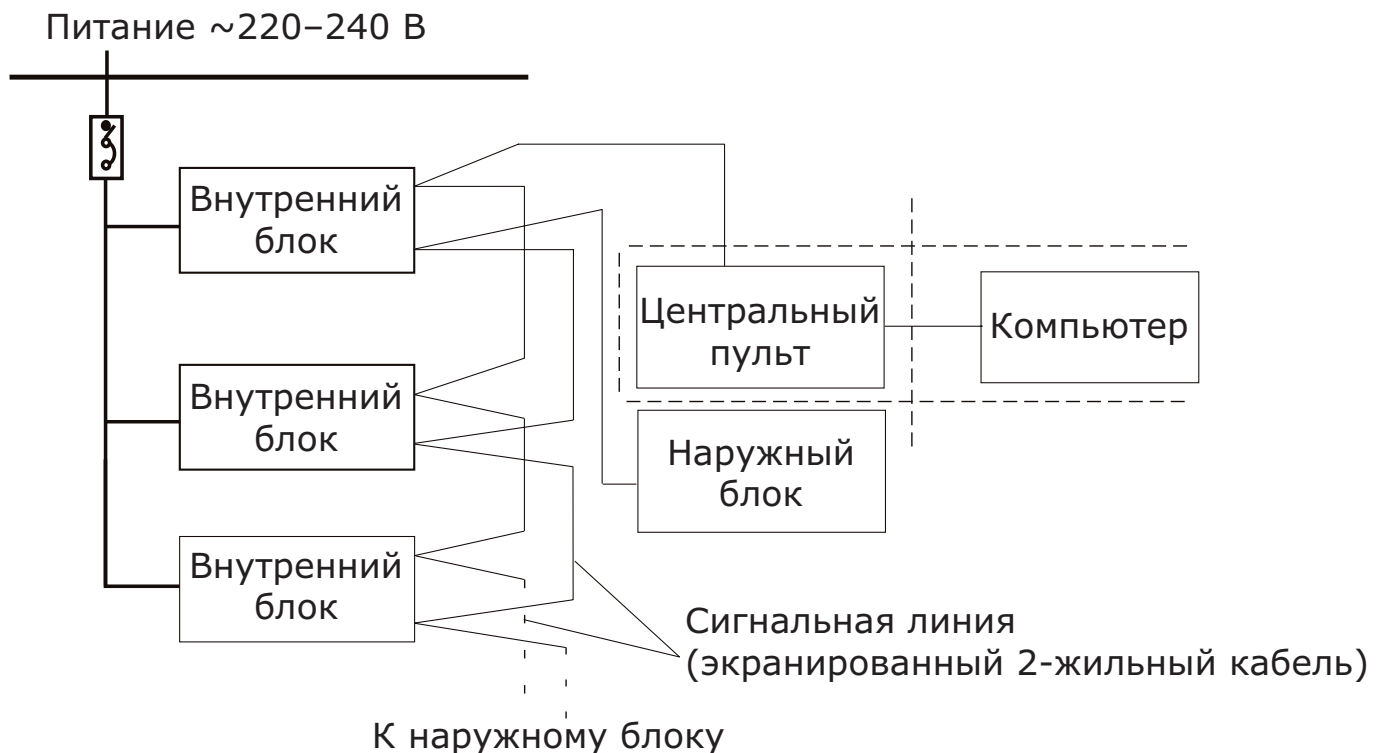 Питание ~220–240 В
Внутренний
блок
Центральный
пульт
Компьютер
Внутренний
блок
Наружный
блок
Внутренний
блок
Сигнальная линия
(экранированный 2-жильный кабель)
К наружному блоку